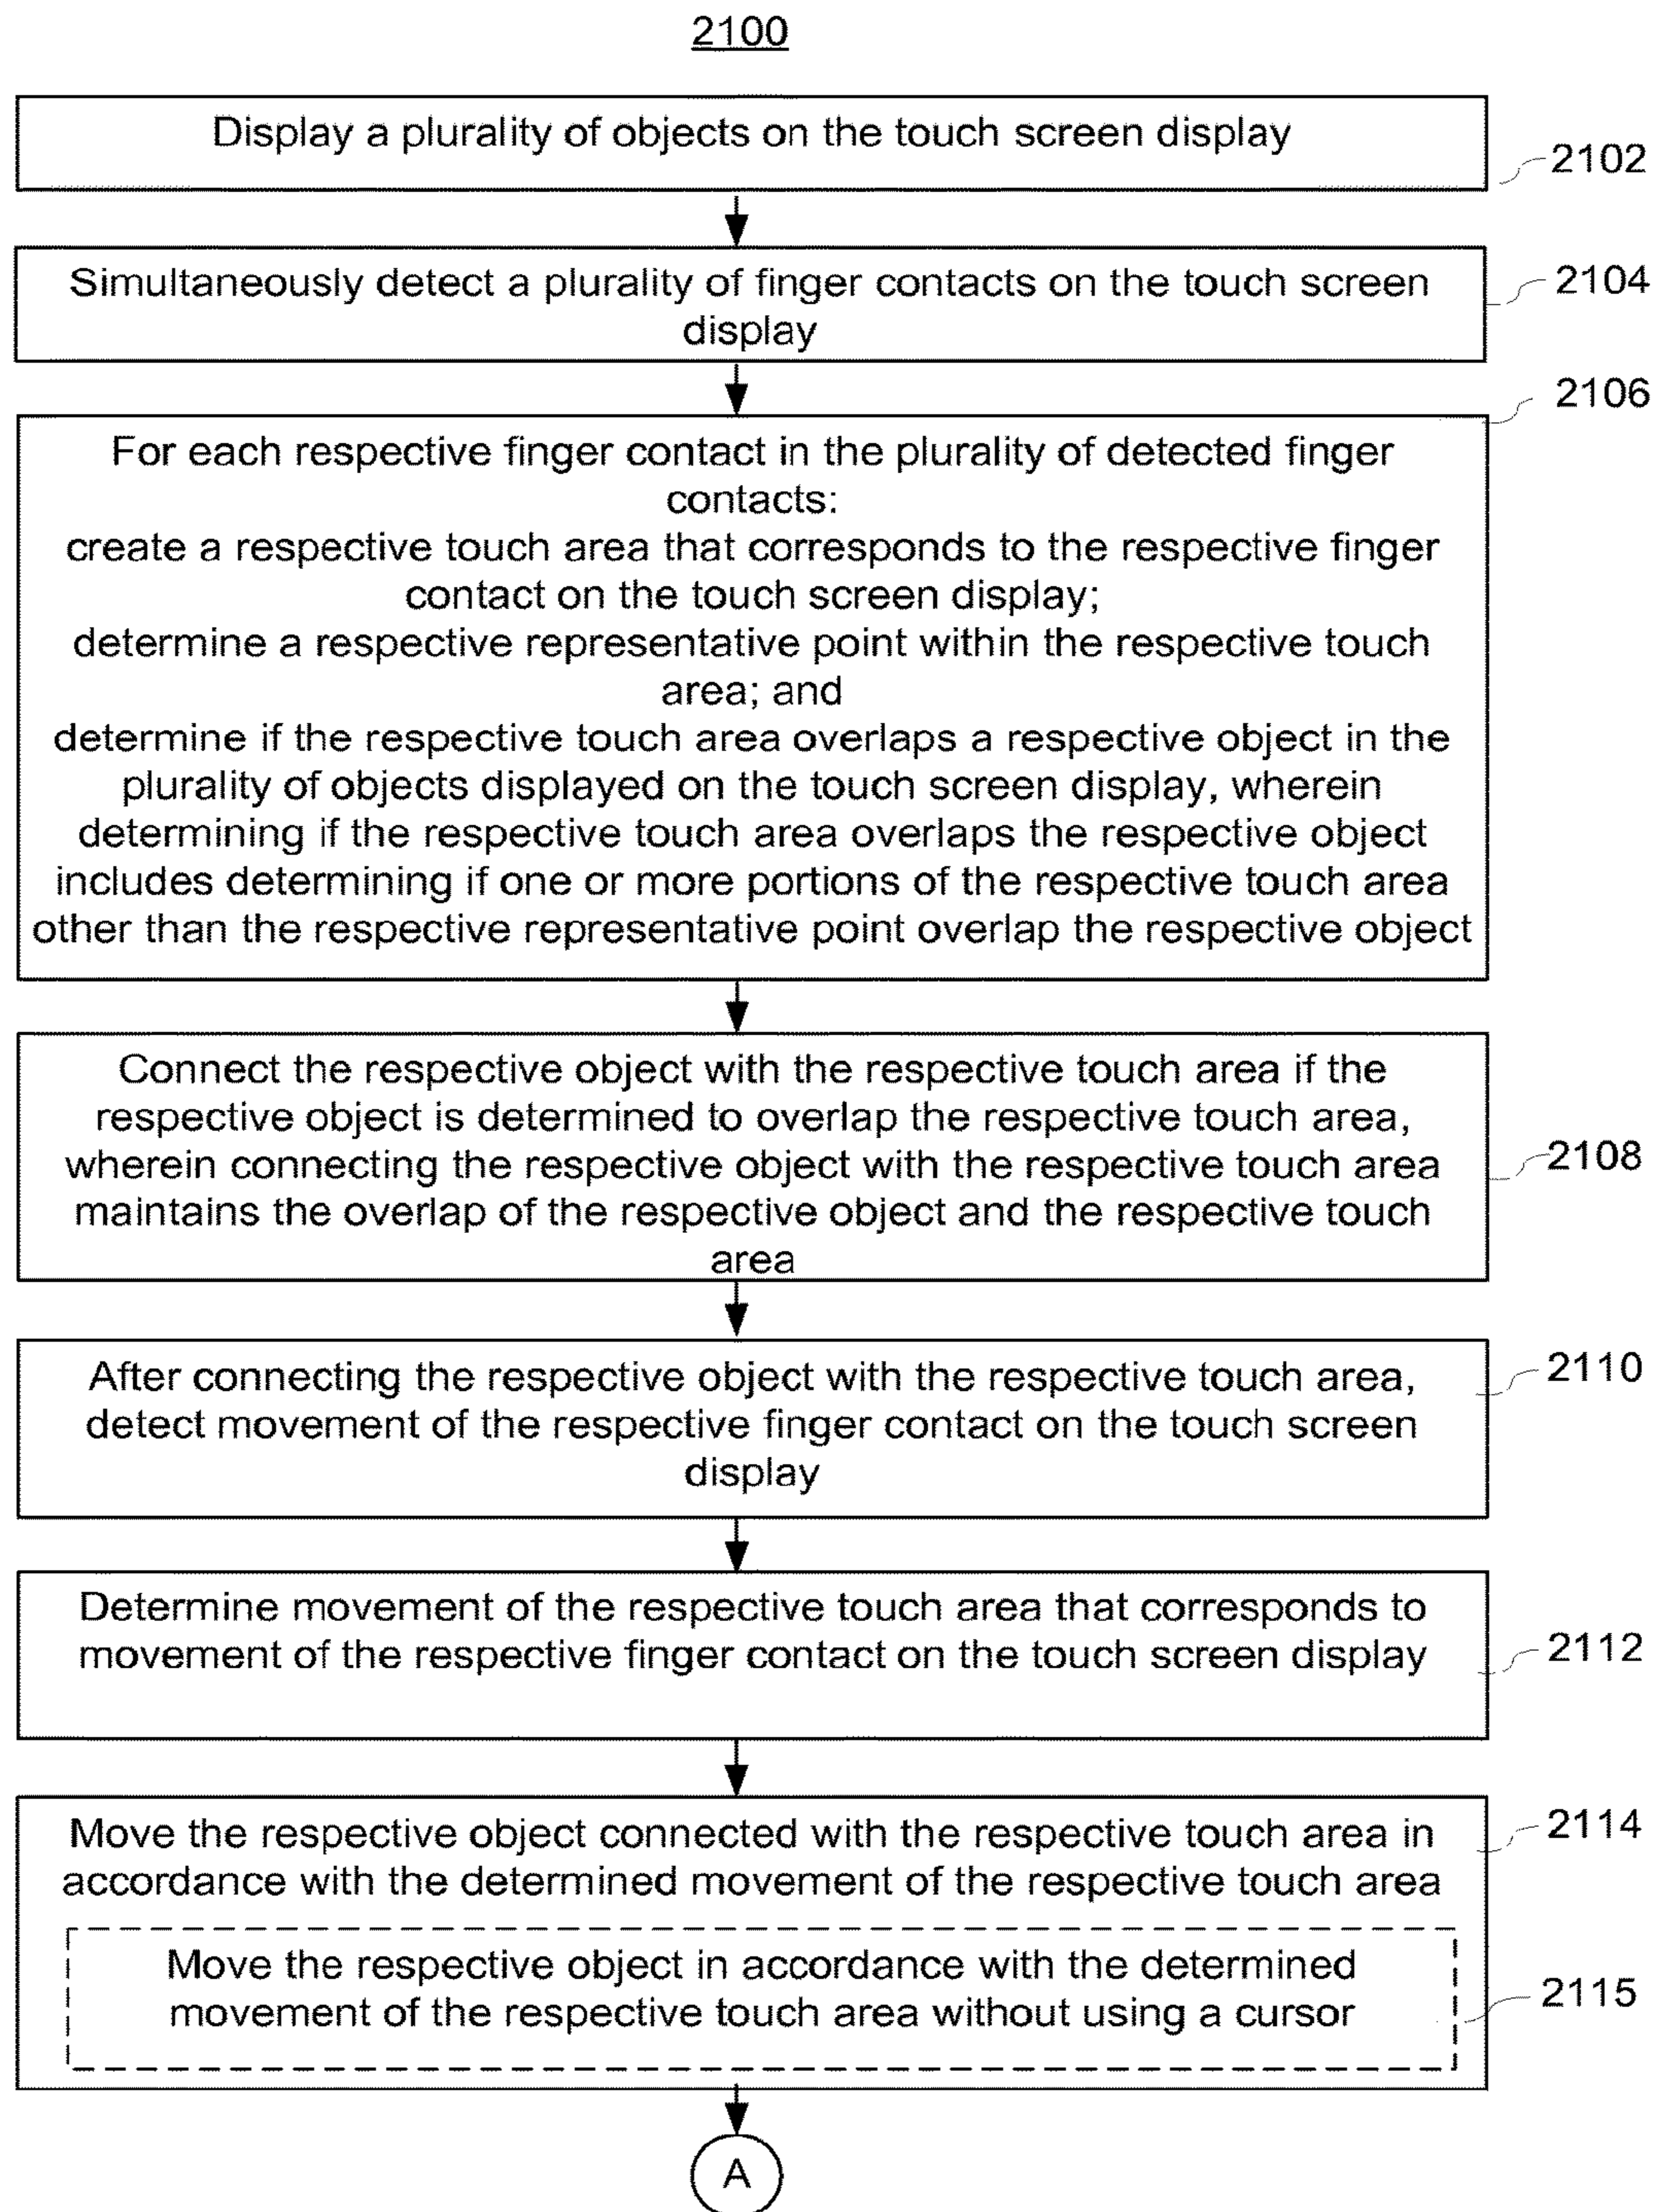 2100
Display a plurality of objects on the touch screen display
2102
Simultaneously detect a plurality of finger contacts on the touch screen
display
2104
2106
For each respective finger contact in the plurality of detected finger
contacts:
create a respective touch area that corresponds to the respective finger
contact on the touch screen display;
determine a respective representative point within the respective touch
area; and
determine if the respective touch area overlaps a respective object in the
plurality of objects displayed on the touch screen display, wherein
determining if the respective touch area overlaps the respective object
includes determining if one or more portions of the respective touch area
other than the respective representative point overlap the respective object
Connect the respective object with the respective touch area if the
respective object is determined to overlap the respective touch area,
wherein connecting the respective object with the respective touch area
maintains the overlap of the respective object and the respective touch
area
2108
After connecting the respective object with the respective touch area,
detect movement of the respective finger contact on the touch screen
display
2110
Determine movement of the respective touch area that corresponds to
movement of the respective finger contact on the touch screen display
2112
Move the respective object connected with the respective touch area in
accordance with the determined movement of the respective touch area
2114
Move the respective object in accordance with the determined
movement of the respective touch area without using a cursor
2115
A